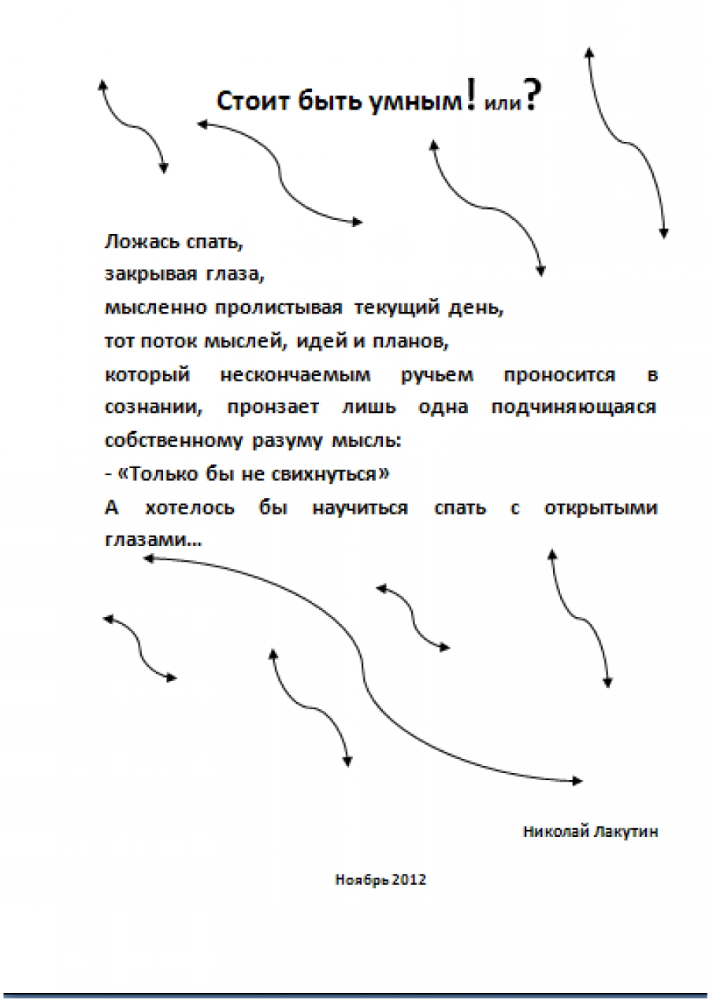 Стоит быть умным! или?
Ложась спать,
закрывая глаза,
мысленно пролистывая текущий день,
тот поток мыслей, идей и планов,
который нескончаемым ручьем проносится в
сознании, пронзает лишь одна подчиняющаяся
собственному разуму мысль:
- «Только бы не свихнуться»
А хотелось бы научиться спать с открытыми
глазами...
Николай Лакутин
Ноябрь 2012